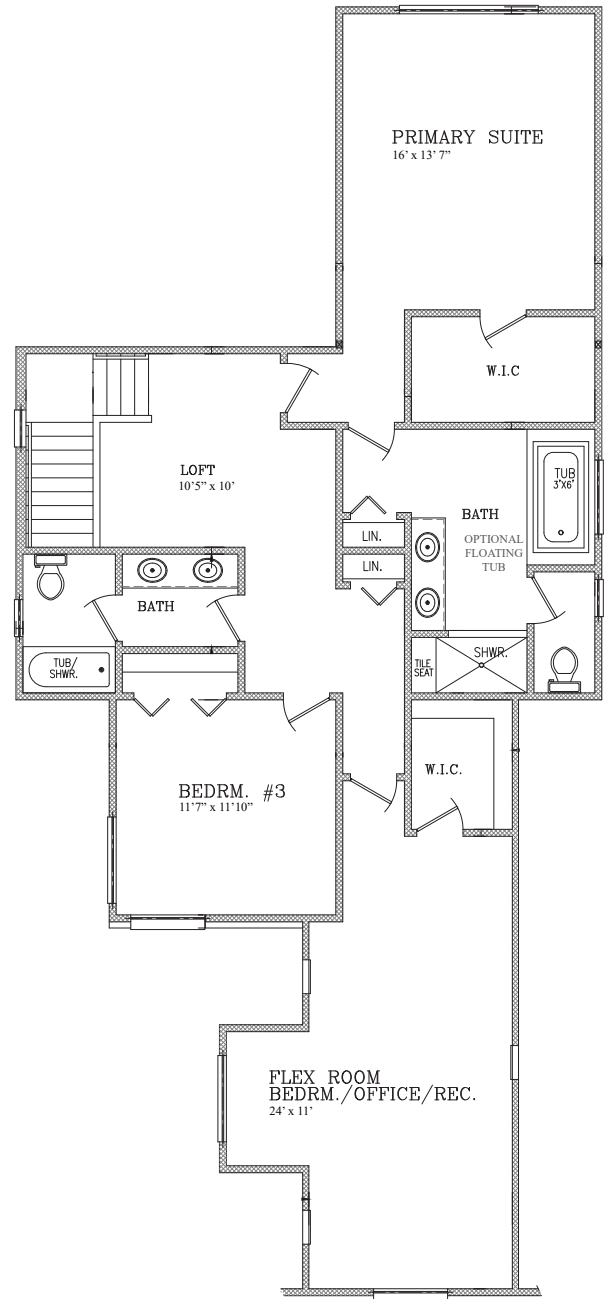 PRIMARY SUITE
16' x 13' 7"
W.I.C
LOFT
10'5" x 10'
TUB
3'X6'
BATH
OPTIONAL
FLOATING
TUB
LIN.
LIN.
BATH
TUB/
SHWR.
TILE
SEAT
SHWR.
W.I.C.
BEDRM. #3
11'7" x 11'10"
FLEX ROOM
BEDRM./OFFICE/REC.
24' x 11'